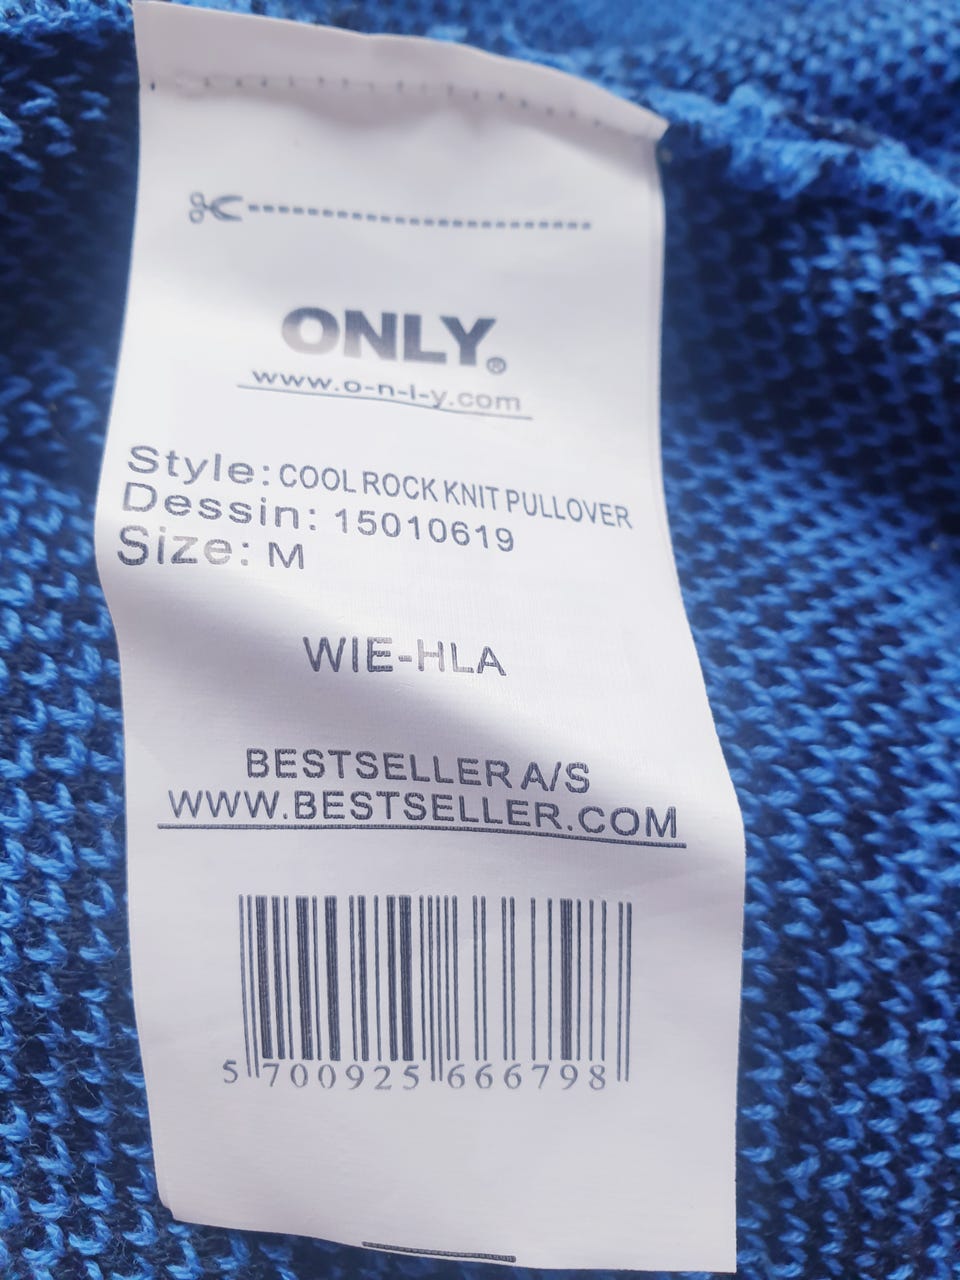 ONLY®
www.o-n-l-y.com
Style: COOL ROCK KNIT PULLOVER
Dessin: 15010619
Size: M
WIE-HLA
BESTSELLER A/S
WWW.BESTSELLER.COM
5 700925 666798